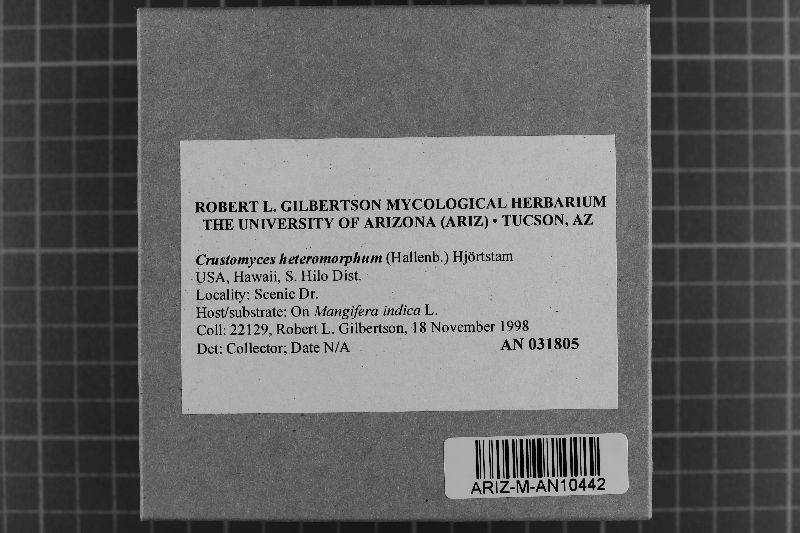 ROBERT L. GILBERTSON MYCOLOGICAL HERBARIUM
THE UNIVERSITY OF ARIZONA (ARIZ) • TUCSON, AZ
Crustomyces heteromorphum (Hallenb.) Hjörtstam
USA, Hawaii, S. Hilo Dist.
Locality: Scenic Dr.
Host/substrate: On Mangifera indica L.
Coll: 22129, Robert L. Gilbertson, 18 November 1998
Det: Collector; Date N/A AN 031805
ARIZ-M-AN10442